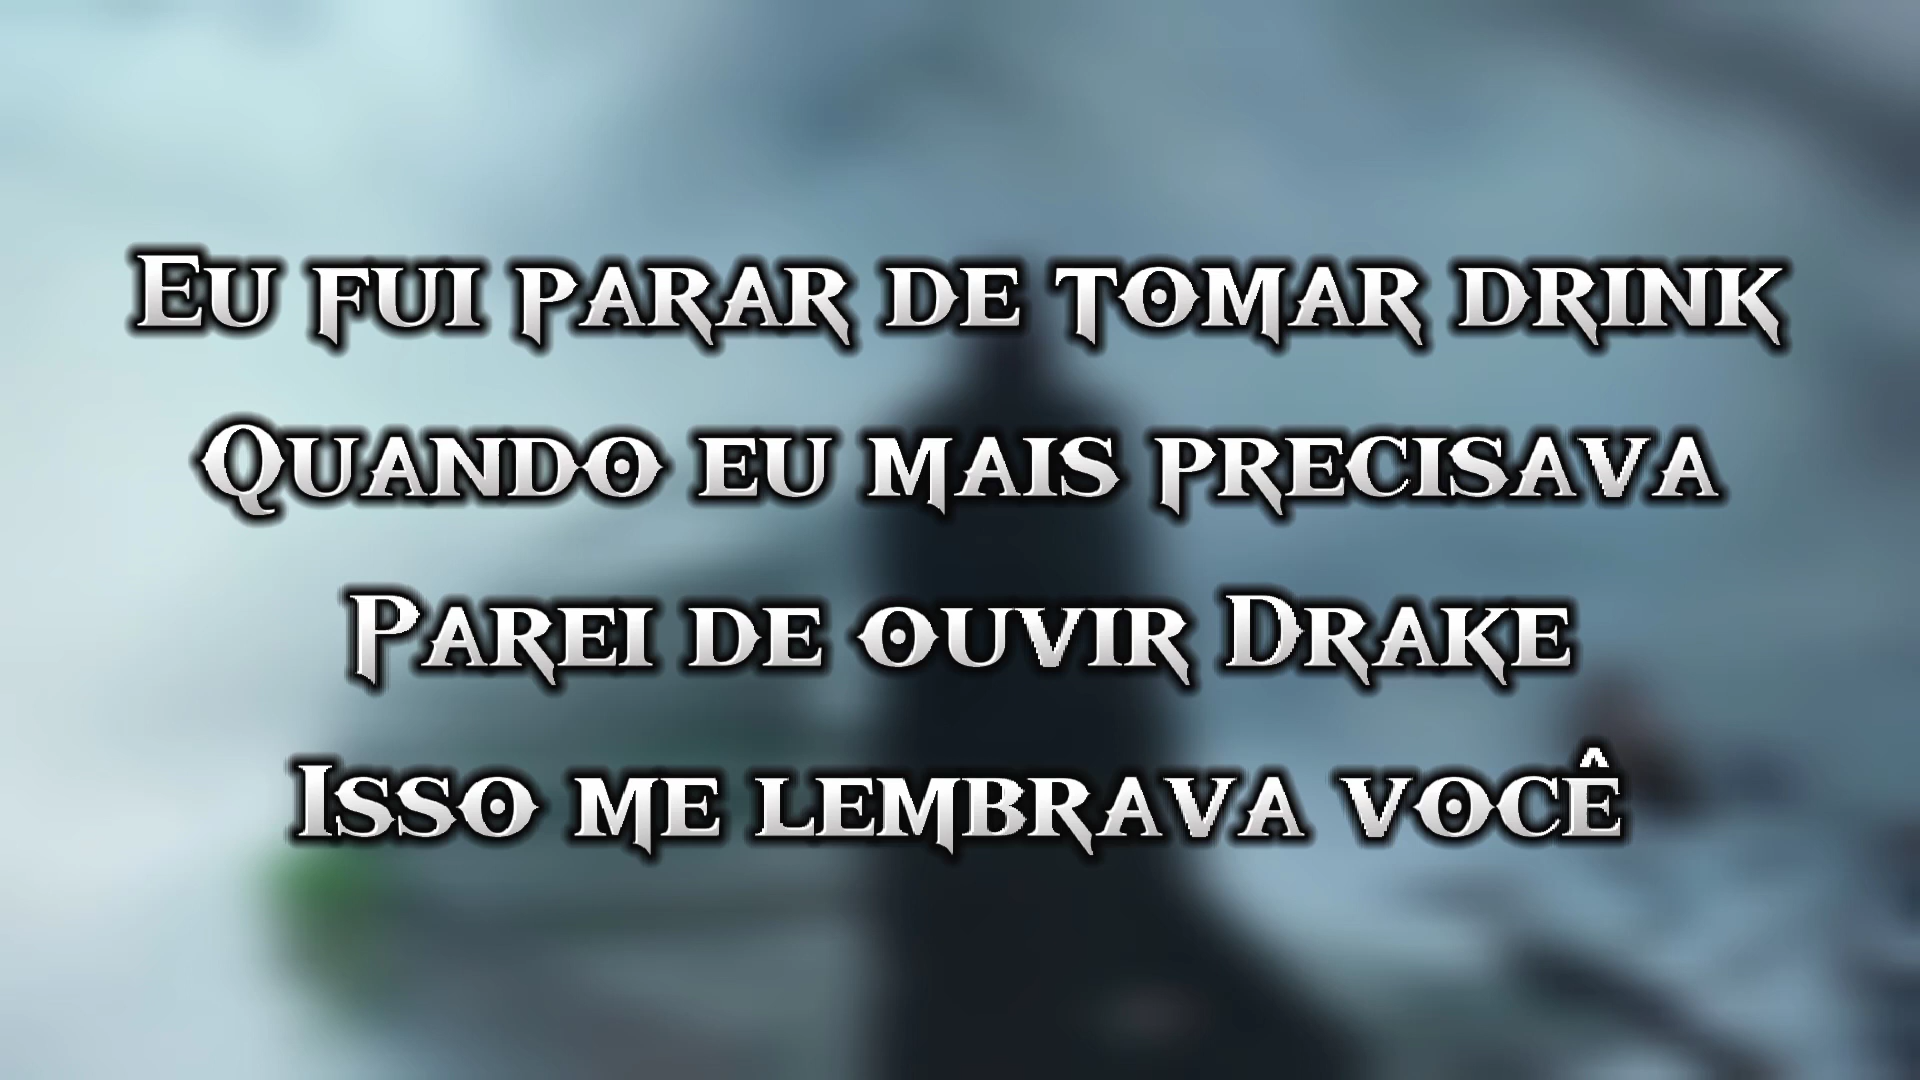 Eu fui parar de tomar drink
Quando eu mais precisava
Parei de ouvir Drake
Isso me lembrava você